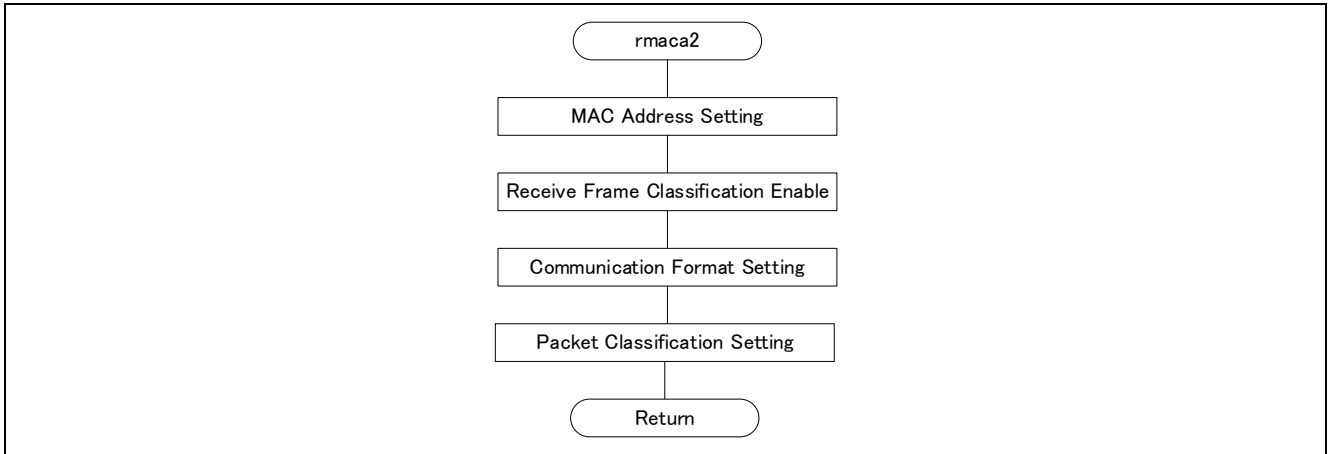 rmaca2
MAC Address Setting
Receive Frame Classification Enable
Communication Format Setting
Packet Classification Setting
Return